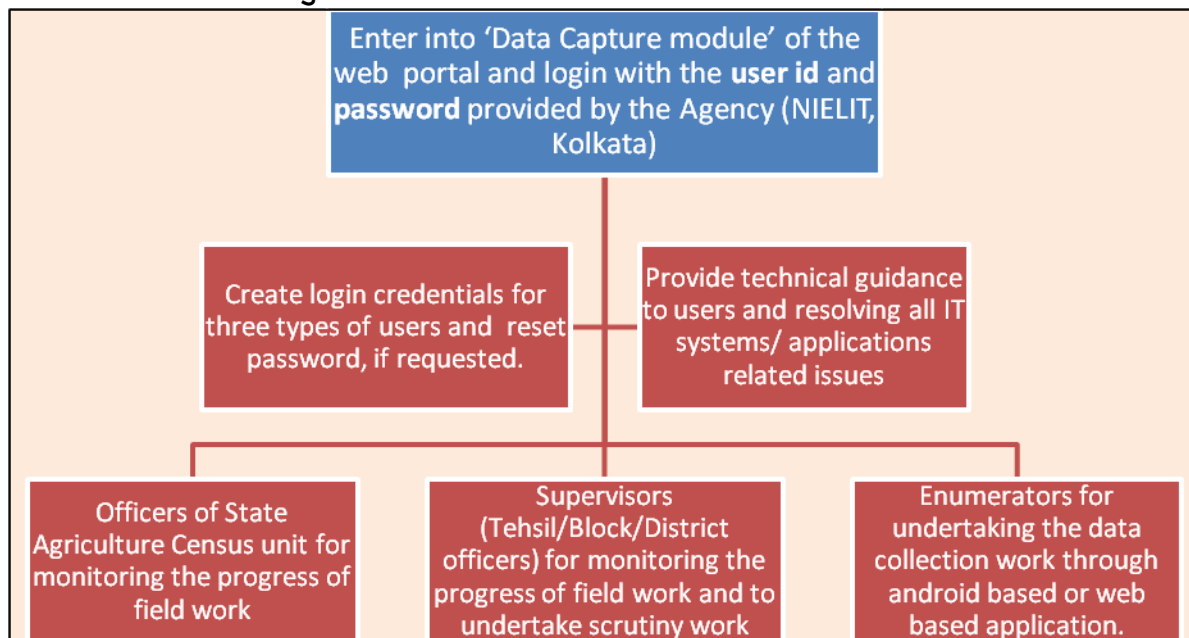 Enter into ‘Data Capture module’ of the
web portal and login with the user id and
password provided by the Agency (NIELIT,
Kolkata)
Create login credentials for
three types of users and reset
password, if requested.
Provide technical guidance
to users and resolving all IT
systems/ applications
related issues
Officers of State
Agriculture Census unit for
monitoring the progress of
field work
Supervisors
(Tehsil/Block/District
officers) for monitoring the
progress of field work and to
undertake scrutiny work
Enumerators for
undertaking the data
collection work through
android based or web
based application.